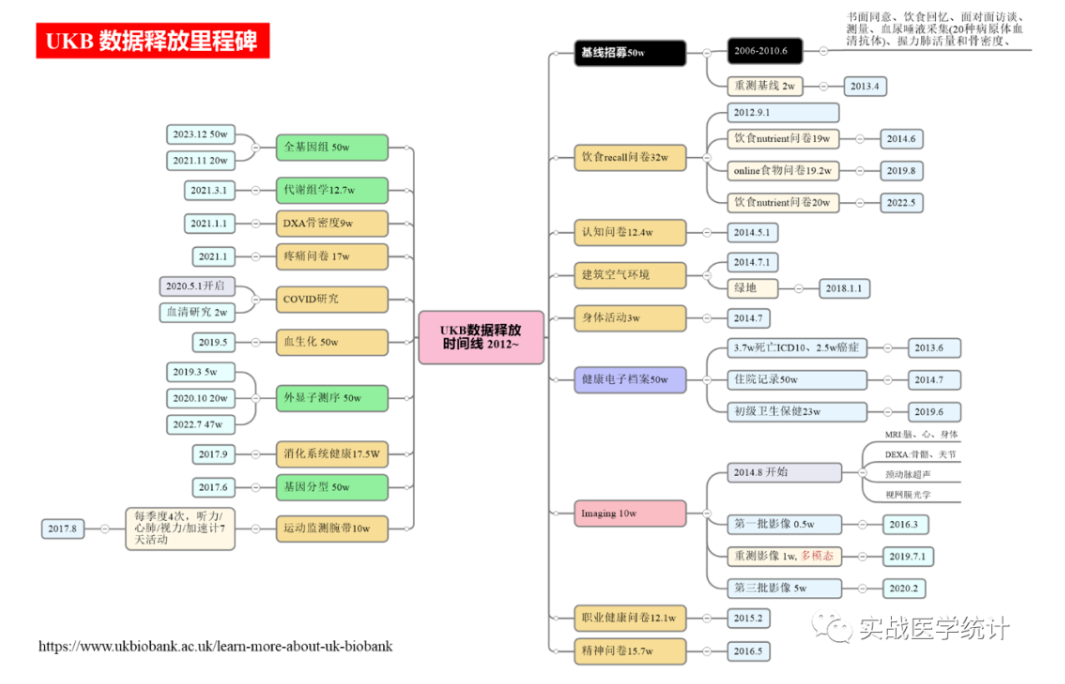 UKB 数据释放里程碑
UKB数据释放
时间线 2012~
基线招募50w
2006-2010.6
书面同意、饮食回忆、面对面访谈、
测量、血尿唾液采集(20种病原体血
清抗体)、握力肺活量和骨密度、
重测基线 2w
2013.4
饮食recall问卷32w
2012.9.1
饮食nutrient问卷19w
2014.6
online食物问卷19.2w
2019.8
饮食nutrient问卷20w
2022.5
认知问卷12.4w
2014.5.1
建筑空气环境
2014.7.1
绿地
2018.1.1
身体活动3w
2014.7
健康电子档案50w
3.7w死亡ICD10、2.5w癌症
2013.6
住院记录50w
2014.7
初级卫生保健23w
2019.6
Imaging 10w
2014.8 开始
MRI:脑、心、身体
DEXA:骨骼、关节
颈动脉超声
视网膜光学
第一批影像 0.5w
2016.3
重测影像 1w, 多模态
2019.7.1
第三批影像 5w
2020.2
职业健康问卷12.1w
2015.2
精神问卷15.7w
2016.5
全基因组 50w
2023.12 50w
2021.11 20w
代谢组学12.7w
2021.3.1
DXA骨密度9w
2021.1.1
疼痛问卷 17w
2021.1
COVID研究
2020.5.1开启
血清研究 2w
血生化 50w
2019.5
外显子测序 50w
2019.3 5w
2020.10 20w
2022.7 47w
消化系统健康17.5W
2017.9
基因分型 50w
2017.6
运动监测腕带10w
每季度4次，听力/
心肺/视力/加速计7
天活动
2017.8
https://www.ukbiobank.ac.uk/learn-more-about-uk-biobank
实战医学统计